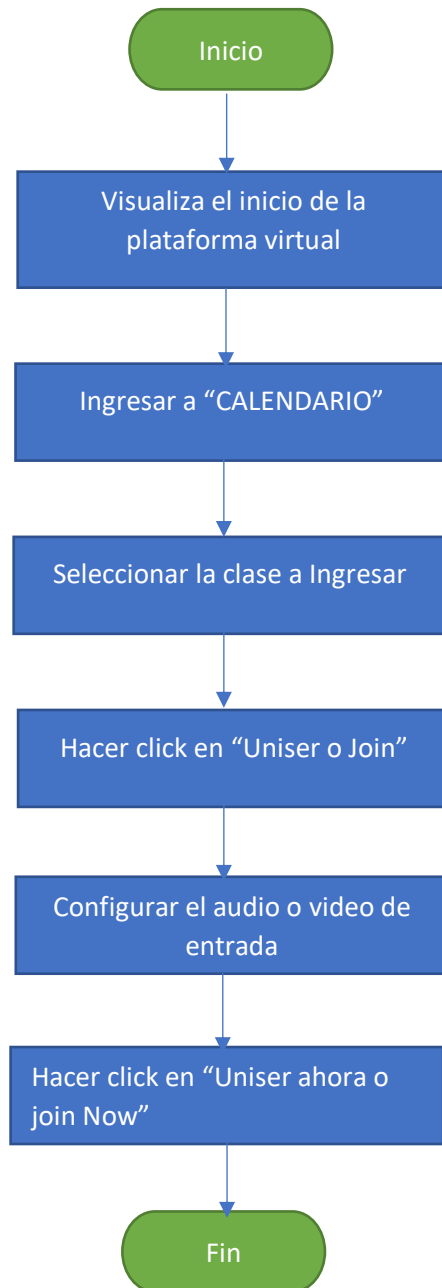 Inicio
Visualiza el inicio de la
plataforma virtual
Ingresar a “CALENDARIO”
Seleccionar la clase a Ingresar
Hacer click en “Uniser o Join”
Configurar el audio o video de
entrada
Hacer click en “Uniser ahora o
join Now”
Fin